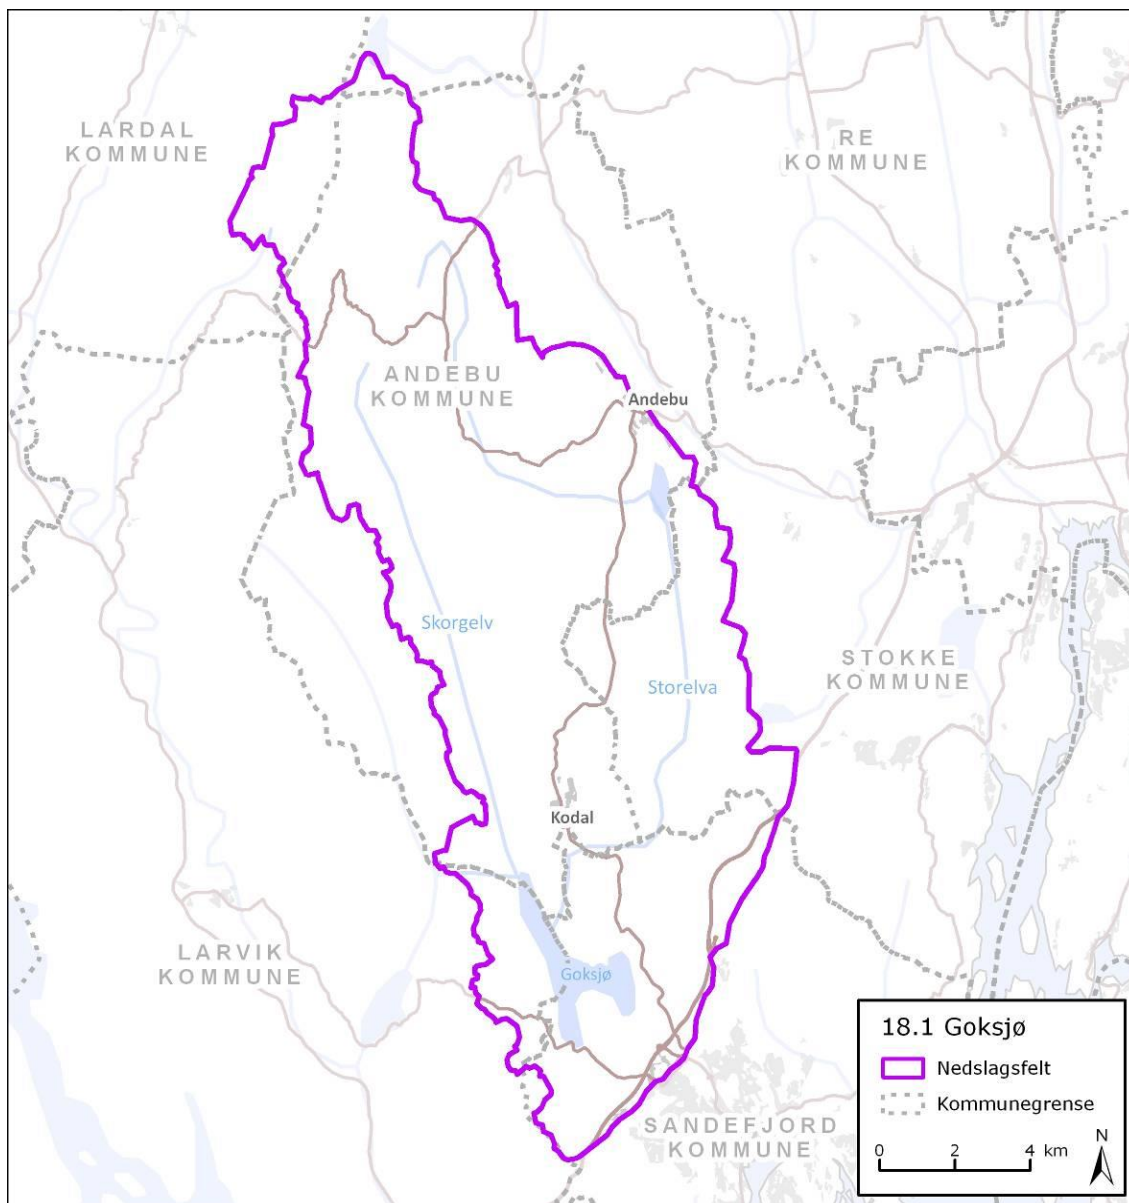 LARDAL
KOMMUNE
RE
KOMMUNE
ANDEBU
KOMMUNE
Andebu
Skorgelv
STOKKE
KOMMUNE
Storelva
Kodal
LARVIK
KOMMUNE
Goksjø
SANDEFJORD
KOMMUNE
18.1 Goksjø
Nedslagsfelt
Kommunegrense
0 2 4 km
N